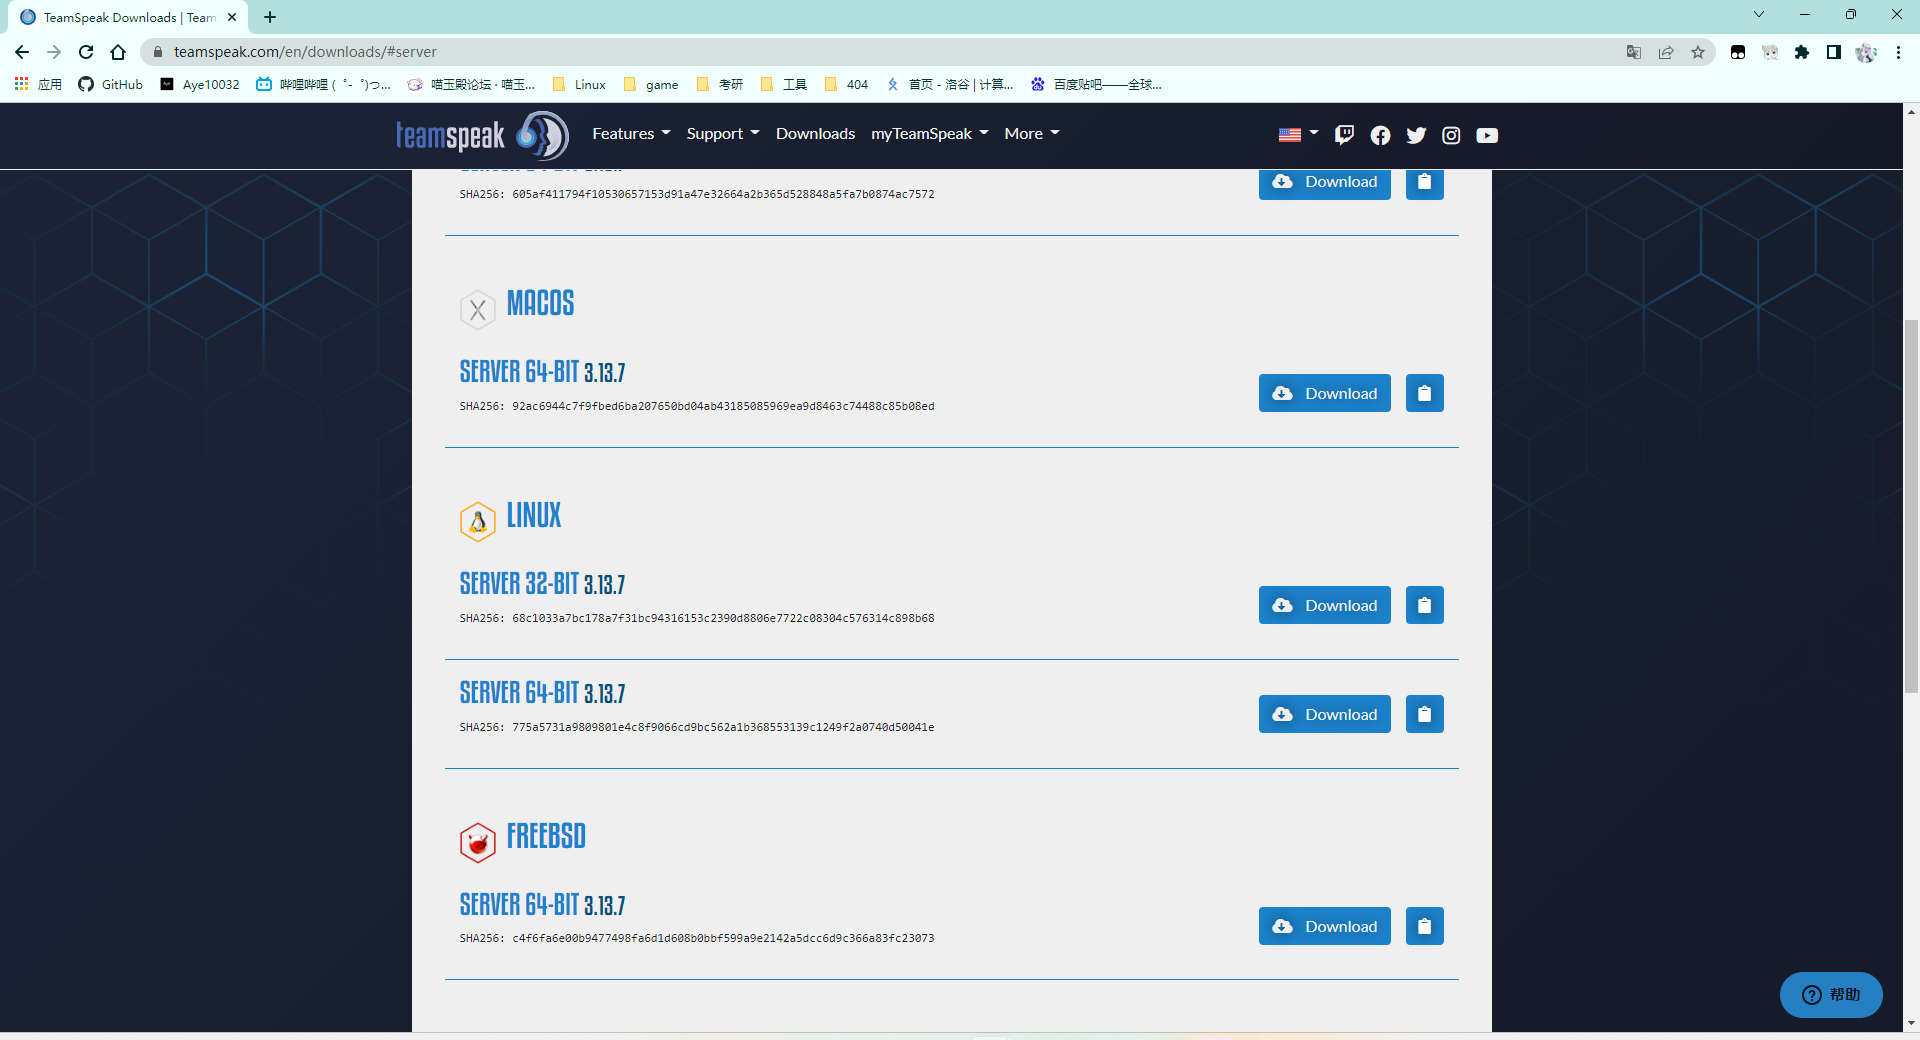 TeamSpeak Downloads | Team
teamspeak.com/en/downloads/#server
应用
GitHub
Aye10032
哔哩哔哩 ( ゜- ゜)つ...
喵玉殿论坛 · 喵玉...
Linux
game
考研
工具
404
首页 - 洛谷 | 计算...
百度贴吧——全球...
teamspeak
Features
Support
Downloads
myTeamSpeak
More
SHA256: 605af411794f10530657153d91a47e32664a2b365d528848a5fa7b0874ac7572
Download
MACOS
SERVER 64-BIT 3.13.7
SHA256: 92ac6944c7f9fbed6ba207650bd04ab43185085969ea9d8463c74488c85b08ed
Download
LINUX
SERVER 32-BIT 3.13.7
SHA256: 68c1033a7bc178a7f31bc94316153c2390d8806e7722c08304c576314c898b68
Download
SERVER 64-BIT 3.13.7
SHA256: 775a5731a9809801e4c8f9066cd9bc562a1b368553139c1249f2a0740d50041e
Download
FREEBSD
SERVER 64-BIT 3.13.7
SHA256: c4f6fa6e00b9477498fa6d1d608b0bbf599a9e2142a5dcc6d9c366a83fc23073
Download
帮助